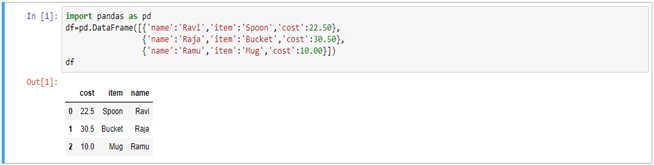 In [1]: import pandas as pd
df=pd.DataFrame([{'name':'Ravi','item':'Spoon','cost':22.50},
{'name':'Raja','item':'Bucket','cost':30.50},
{'name':'Ramu','item':'Mug','cost':10.00}])
df
Out[1]:
cost item name
0 22.5 Spoon Ravi
1 30.5 Bucket Raja
2 10.0 Mug Ramu